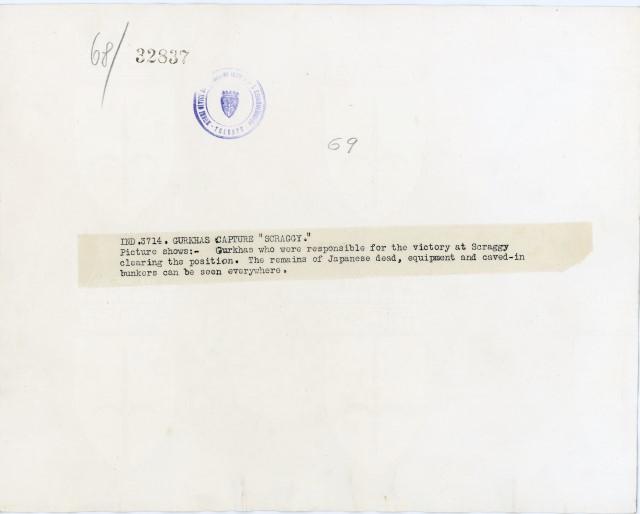 68/ 32837
69
IND.3714. GURKHAS CAPTURE "SCRAGGY."
Picture shows:- Gurkhas who were responsible for the victory at Scraggy
clearing the position. The remains of Japanese dead, equipment and caved-in
bunkers can be seen everywhere.